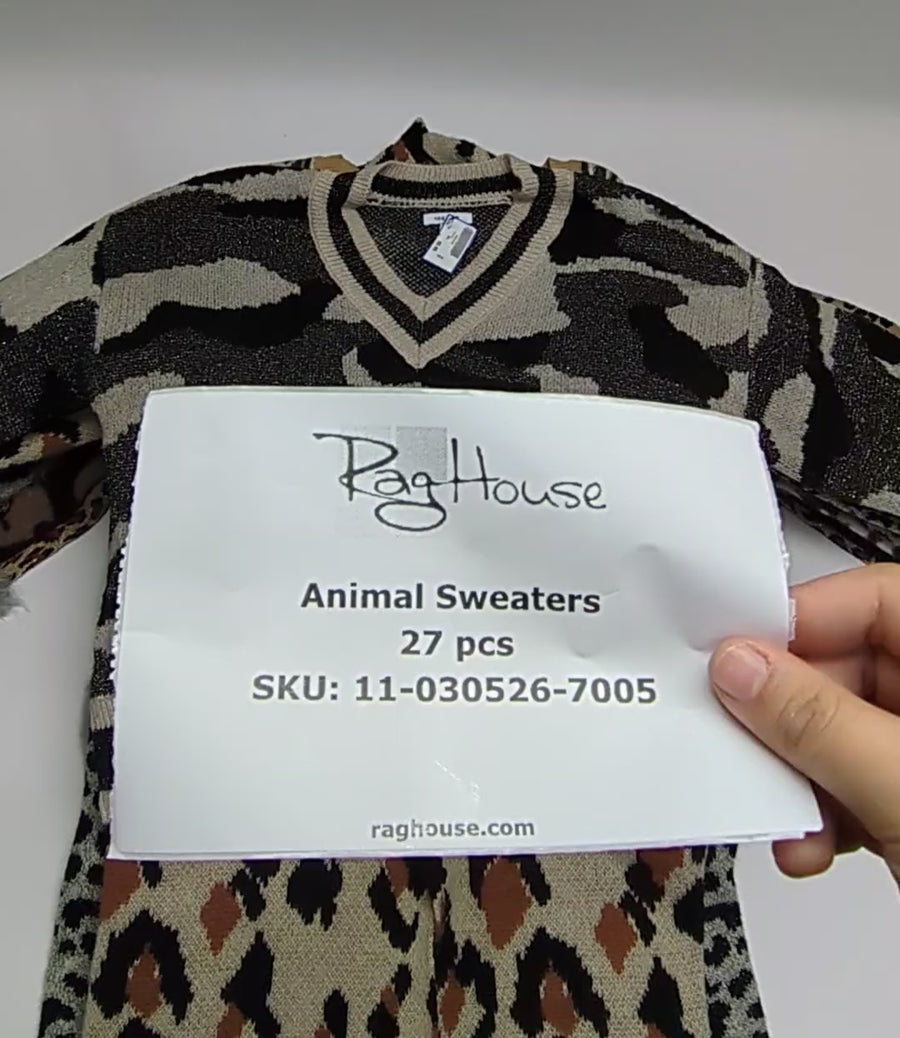 RagHouse
Animal Sweaters
27 pcs
SKU: 11-030526-7005
raghouse.com